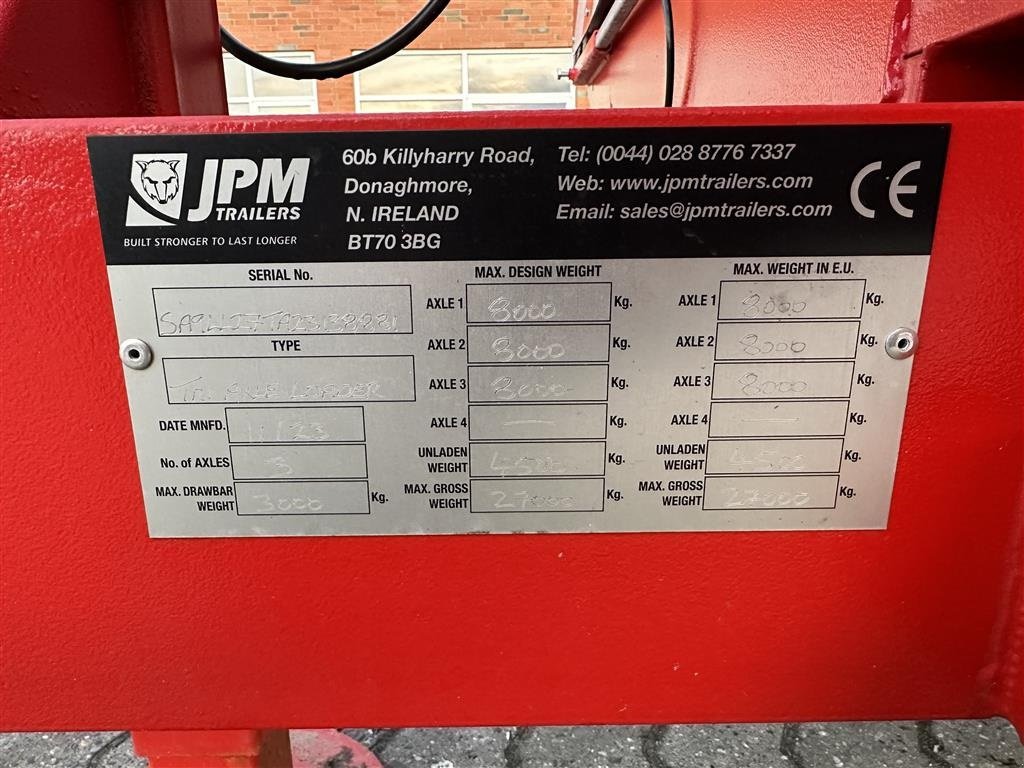 JPM
TRAILERS
BUILT STRONGER TO LAST LONGER
60b Killyharry Road,
Donaghmore,
N. IRELAND
BT70 3BG
Tel: (0044) 028 8776 7337
Web: www.jpmtrailers.com
Email: sales@jpmtrailers.com
CE
SERIAL No.
TYPE
AXLE LOADER
DATE MNFD. 11/23
No. of AXLES 3
MAX. DRAWBAR WEIGHT 3000 Kg.
MAX. DESIGN WEIGHT
AXLE 1 8000 Kg.
AXLE 2 8000 Kg.
AXLE 3 8000 Kg.
AXLE 4 — Kg.
UNLADEN WEIGHT 4500 Kg.
MAX. GROSS WEIGHT 27000 Kg.
MAX. WEIGHT IN E.U.
AXLE 1 8000 Kg.
AXLE 2 8000 Kg.
AXLE 3 8000 Kg.
AXLE 4 — Kg.
UNLADEN WEIGHT 4500 Kg.
MAX. GROSS WEIGHT 27000 Kg.